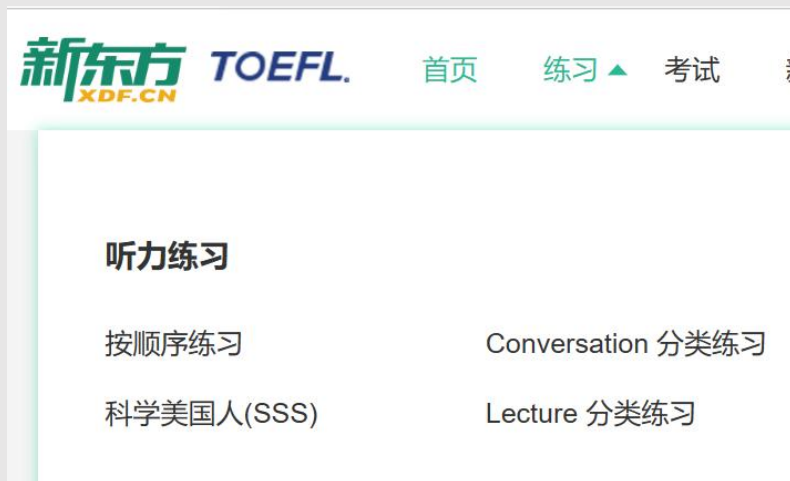 新东方 XDF.CN TOEFL. 首页 练习 考试
听力练习
按顺序练习 Conversation 分类练习
科学美国人(SSS) Lecture 分类练习